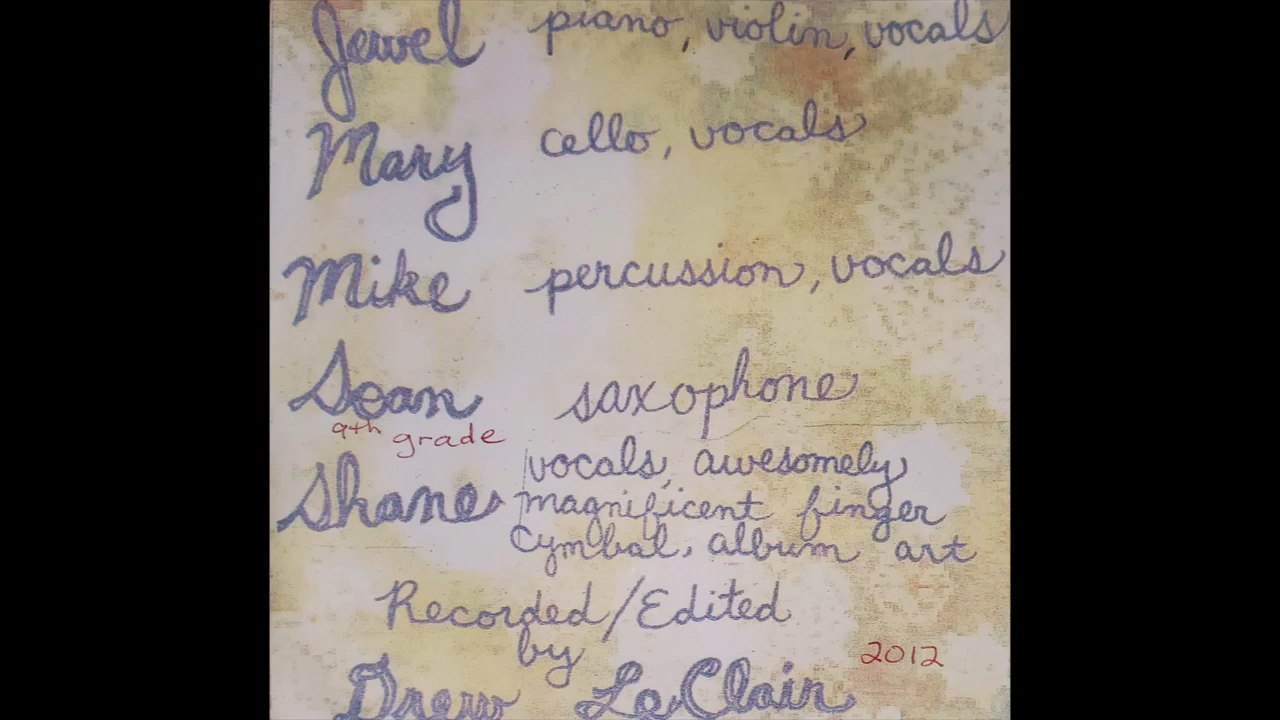 Jewel piano, violin, vocals
Mary cello, vocals
Mike percussion, vocals
Sean saxophone
9th grade
Shane vocals, awesomely
magnificent finger
cymbal, album art
Recorded/Edited
by
2012
Drew LaClair